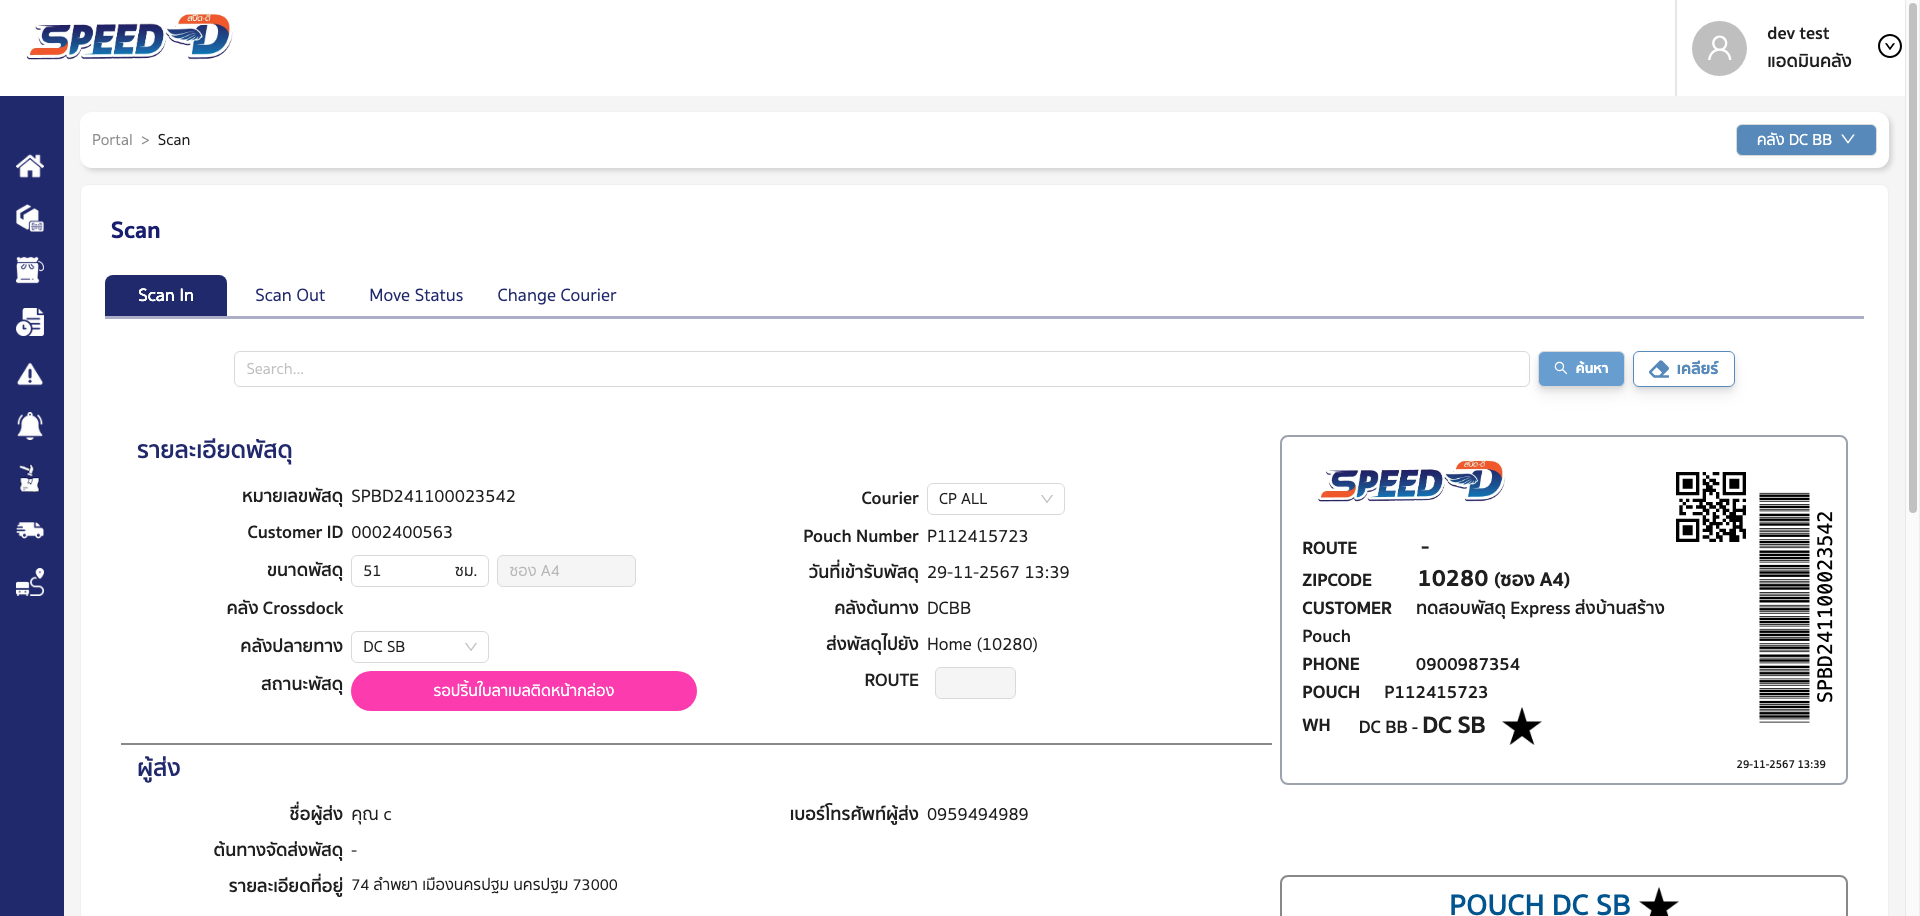 SPEED-D
สปีด-ดี
dev test
แอดมินคลัง
Portal > Scan
คลัง DC BB
Scan
Scan In
Scan Out
Move Status
Change Courier
Search...
ค้นหา
เคลียร์
รายละเอียดพัสดุ
หมายเลขพัสดุ SPBD241100023542
Customer ID 0002400563
ขนาดพัสดุ 51 ซม. ซอง A4
คลัง Crossdock
คลังปลายทาง DC SB
สถานะพัสดุ รอปริ้นใบลาเบลติดหน้ากล่อง
Courier CP ALL
Pouch Number P112415723
วันที่เข้ารับพัสดุ 29-11-2567 13:39
คลังต้นทาง DCBB
ส่งพัสดุไปยัง Home (10280)
ROUTE
SPEED-D
สปีด-ดี
ROUTE -
ZIPCODE 10280 (ซอง A4)
CUSTOMER ทดสอบพัสดุ Express ส่งบ้านสร้าง
Pouch
PHONE 0900987354
POUCH P112415723
WH DC BB - DC SB
SPBD241100023542
29-11-2567 13:39
ผู้ส่ง
ชื่อผู้ส่ง คุณ c
เบอร์โทรศัพท์ผู้ส่ง 0959494989
ต้นทางจัดส่งพัสดุ -
รายละเอียดที่อยู่ 74 ลำพยา เมืองนครปฐม นครปฐม 73000
POUCH DC SB